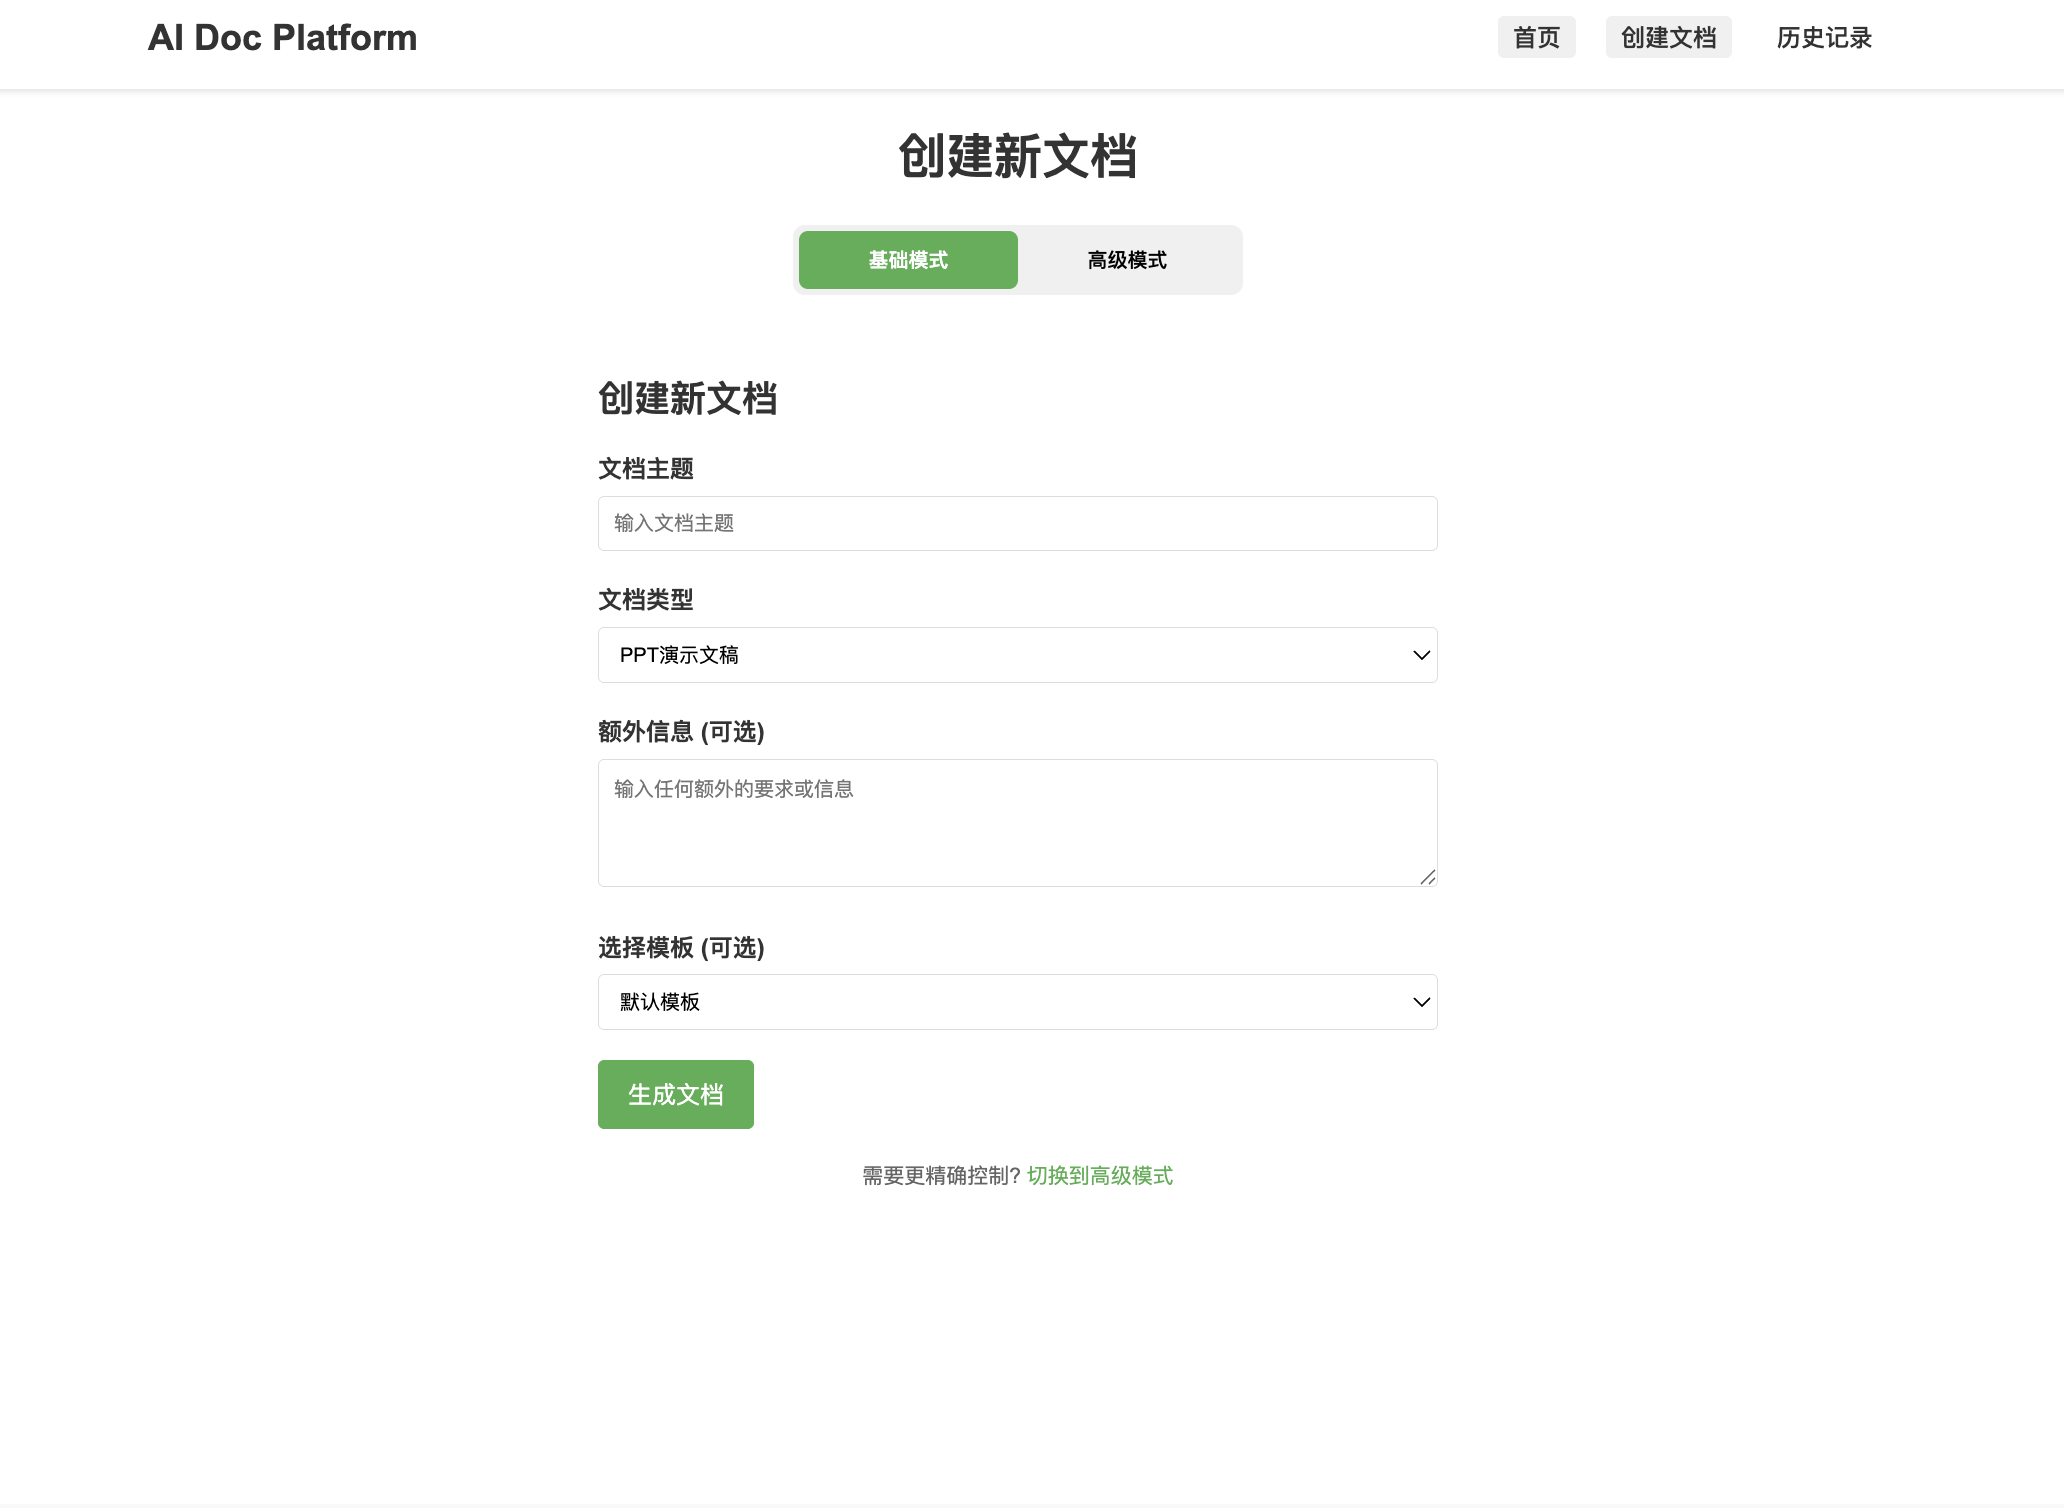 AI Doc Platform
首页 创建文档 历史记录
创建新文档
基础模式 高级模式
创建新文档
文档主题
输入文档主题
文档类型
PPT演示文稿
额外信息 (可选)
输入任何额外的要求或信息
选择模板 (可选)
默认模板
生成文档
需要更精确控制? 切换到高级模式